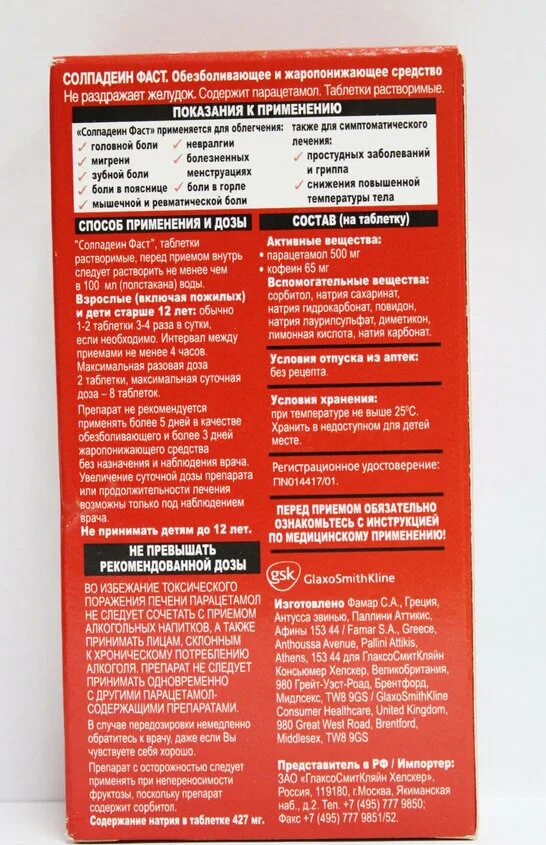 СОЛПАДЕИН ФАСТ. Обезболивающее и жаропонижающее средство
Не раздражает желудок. Содержит парацетамол. Таблетки растворимые.
ПОКАЗАНИЯ К ПРИМЕНЕНИЮ
«Солпадеин Фаст» применяется для облегчения:
головной боли
мигрени
зубной боли
боли в пояснице
мышечной и ревматической боли
невралгии
болезненных
менструациях
боли в горле
также для симптоматического
лечения:
простудных заболеваний
и гриппа
снижения повышенной
температуры тела
СПОСОБ ПРИМЕНЕНИЯ И ДОЗЫ
"Солпадеин Фаст", таблетки
растворимые, перед приемом внутрь
следует растворить не менее чем
в 100 мл (полстакана) воды.
Взрослые (включая пожилых)
и дети старше 12 лет: обычно
1-2 таблетки 3-4 раза в сутки,
если необходимо. Интервал между
приемами не менее 4 часов.
Максимальная разовая доза
2 таблетки, максимальная суточная
доза – 8 таблеток.
Препарат не рекомендуется
применять более 5 дней в качестве
обезболивающего и более 3 дней
жаропонижающего средства
без назначения и наблюдения врача.
Увеличение суточной дозы препарата
или продолжительности лечения
возможны только под наблюдением
врача.
Не принимать детям до 12 лет.
НЕ ПРЕВЫШАТЬ
РЕКОМЕНДОВАННОЙ ДОЗЫ
ВО ИЗБЕЖАНИЕ ТОКСИЧЕСКОГО
ПОРАЖЕНИЯ ПЕЧЕНИ ПАРАЦЕТАМОЛ
НЕ СЛЕДУЕТ СОЧЕТАТЬ С ПРИЕМОМ
АЛКОГОЛЬНЫХ НАПИТКОВ, А ТАКЖЕ
ПРИНИМАТЬ ЛИЦАМ, СКЛОННЫМ
К ХРОНИЧЕСКОМУ ПОТРЕБЛЕНИЮ
АЛКОГОЛЯ. ПРЕПАРАТ НЕ СЛЕДУЕТ
ПРИНИМАТЬ ОДНОВРЕМЕННО
С ДРУГИМИ ПАРАЦЕТАМОЛ-
СОДЕРЖАЩИМИ ПРЕПАРАТАМИ.
В случае передозировки немедленно
обратитесь к врачу, даже если Вы
чувствуете себя хорошо.
Препарат с осторожностью следует
применять при непереносимости
фруктозы, поскольку препарат
содержит сорбитол.
Содержание натрия в таблетке 427 мг.
СОСТАВ (на таблетку)
Активные вещества:
• парацетамол 500 мг
• кофеин 65 мг
Вспомогательные вещества:
сорбитол, натрия сахаринат,
натрия гидрокарбонат, повидон,
натрия лаурилсульфат, диметикон,
лимонная кислота, натия карбонат.
Условия отпуска из аптек:
без рецепта.
Условия хранения:
при температуре не выше 25⁰С.
Хранить в недоступном для детей
месте.
Регистрационное удостоверение:
ПN014417/01.
ПЕРЕД ПРИЕМОМ ОБЯЗАТЕЛЬНО
ОЗНАКОМЬТЕСЬ С ИНСТРУКЦИЕЙ
ПО МЕДИЦИНСКОМУ ПРИМЕНЕНИЮ!
gsk GlaxoSmithKline
Изготовлено Фамар С.А., Греция,
Антусса звинью, Паллини Аттикис,
Афины 153 44 / Famar S.A., Greece,
Anthoussa Avenue, Pallini Attikis,
Athens, 153 44 для ГлаксоСмитКляйн
Консьюмер Хелскер, Великобритания,
980 Грейт-Уэст-Роад, Брентфорд,
Мидлсекс, TW8 9GS / GlaxoSmithKline
Consumer Healthcare, United Kingdom,
980 Great West Road, Brentford,
Middlesex, TW8 9GS
Представитель в РФ / Импортер:
ЗАО «ГлаксоСмитКляйн Хелскер»,
Россия, 119180, г.Москва, Якиманская
наб., д.2. Тел. +7 (495) 777 9850;
Факс +7 (495) 777 9851/52.